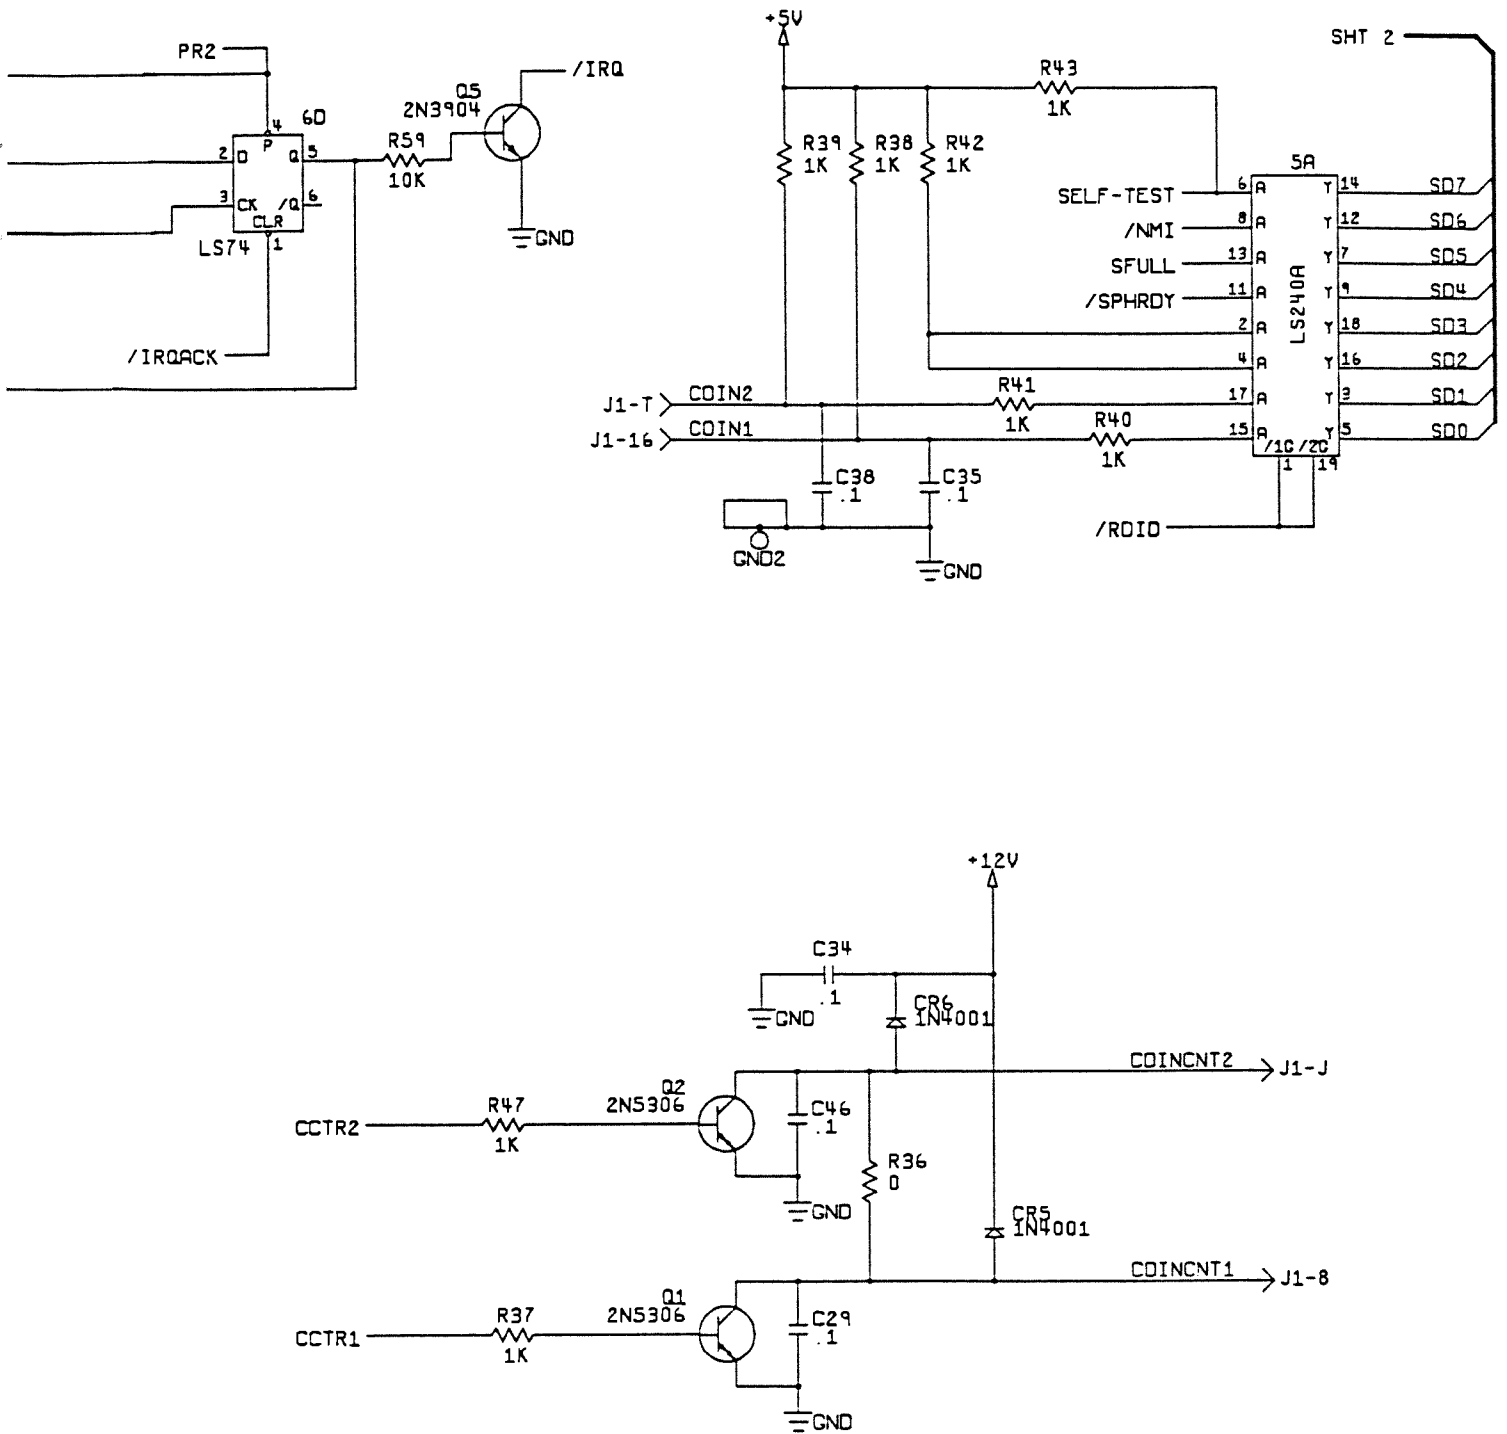 PR2
4
6D
P
2
D
Q
5
3
CK
/Q
6
CLR
LS74
1
/IRQACK
R59
10K
Q5
2N3904
/IRQ
GND
+5V
SHT 2
R43
1K
R39
1K
R38
1K
R42
1K
5A
SELF-TEST
6
A
Y
14
SD7
/NMI
8
A
Y
12
SD6
SFULL
13
A
Y
7
SD5
/SPHRDY
11
A
Y
9
SD4
2
A
Y
18
SD3
4
A
Y
16
SD2
LS240A
J1-T
COIN2
R41
1K
17
A
Y
3
SD1
J1-16
COIN1
R40
1K
15
A
Y
5
SD0
/1G
/2G
1
19
C38
.1
C35
.1
GND2
GND
/RDIO
+12V
C34
.1
GND
CR6
1N4001
COINCNT2
J1-J
Q2
2N5306
CCTR2
R47
1K
C46
.1
GND
R36
0
CR5
1N4001
COINCNT1
J1-8
Q1
2N5306
CCTR1
R37
1K
C29
.1
GND